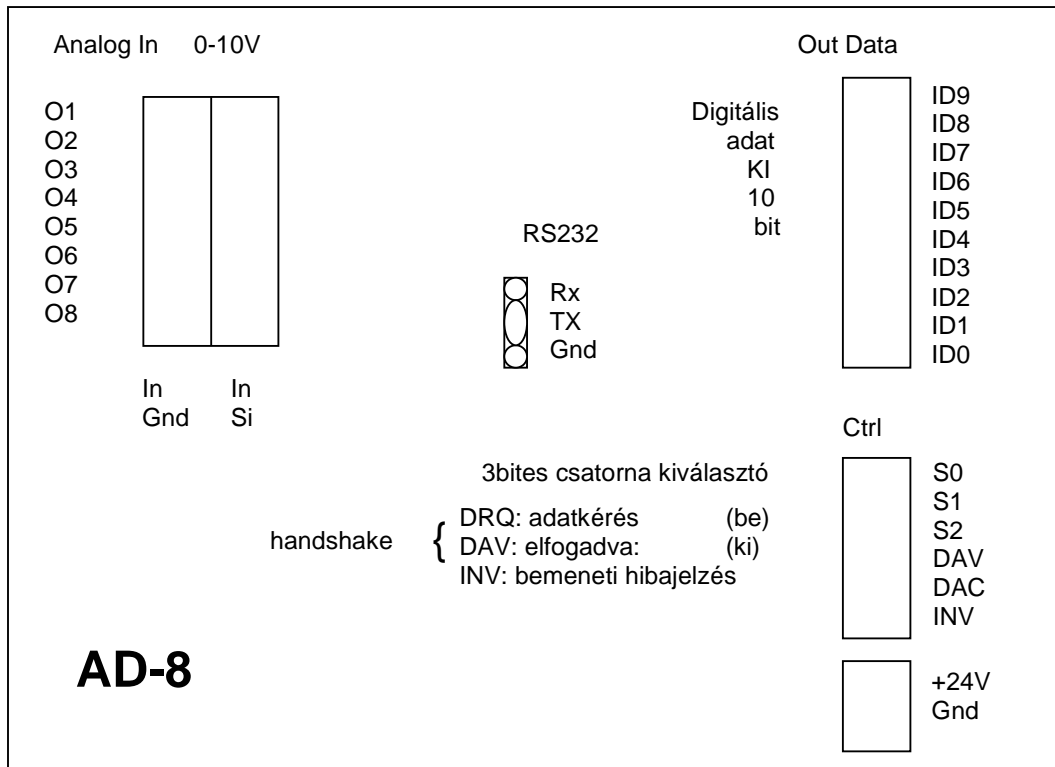 Analog In 0-10V
O1
O2
O3
O4
O5
O6
O7
O8
In In
Gnd Si
RS232
Rx
TX
Gnd
Out Data
Digitális
adat
KI
10
bit
ID9
ID8
ID7
ID6
ID5
ID4
ID3
ID2
ID1
ID0
Ctrl
3bites csatorna kiválasztó
handshake {
DRQ: adatkérés (be)
DAV: elfogadva: (ki)
INV: bemeneti hibajelzés
S0
S1
S2
DAV
DAC
INV
AD-8
+24V
Gnd